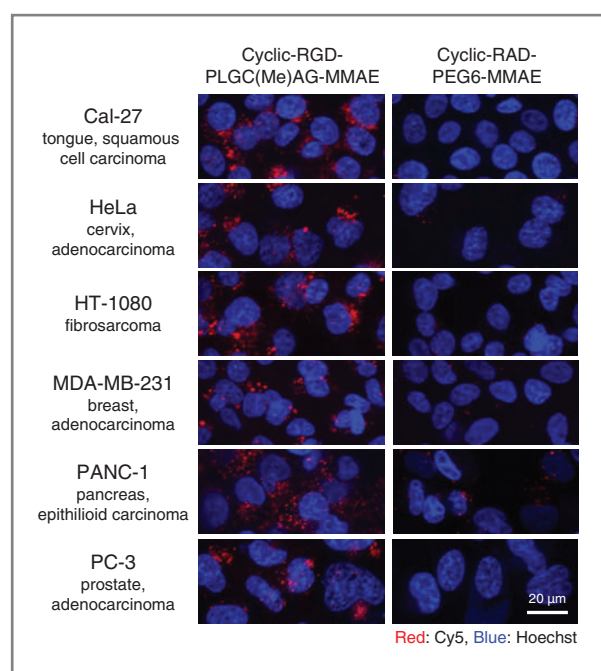 Cyclic-RGD-
PLGC(Me)AG-MMAE
Cyclic-RAD-
PEG6-MMAE
Cal-27
tongue, squamous
cell carcinoma
HeLa
cervix,
adenocarcinoma
HT-1080
fibrosarcoma
MDA-MB-231
breast,
adenocarcinoma
PANC-1
pancreas,
epithilioid carcinoma
PC-3
prostate,
adenocarcinoma
20 μm
Red: Cy5, Blue: Hoechst